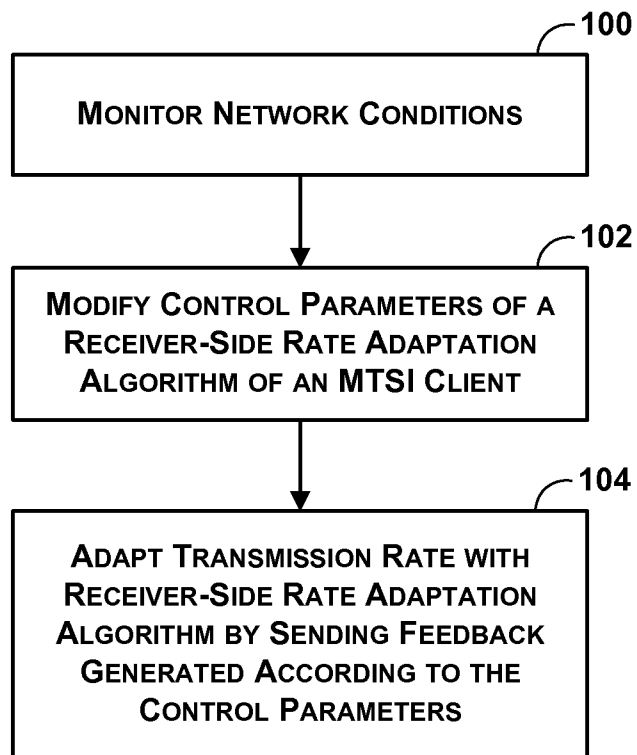 100
MONITOR NETWORK CONDITIONS
102
MODIFY CONTROL PARAMETERS OF A
RECEIVER-SIDE RATE ADAPTATION
ALGORITHM OF AN MTSI CLIENT
104
ADAPT TRANSMISSION RATE WITH
RECEIVER-SIDE RATE ADAPTATION
ALGORITHM BY SENDING FEEDBACK
GENERATED ACCORDING TO THE
CONTROL PARAMETERS